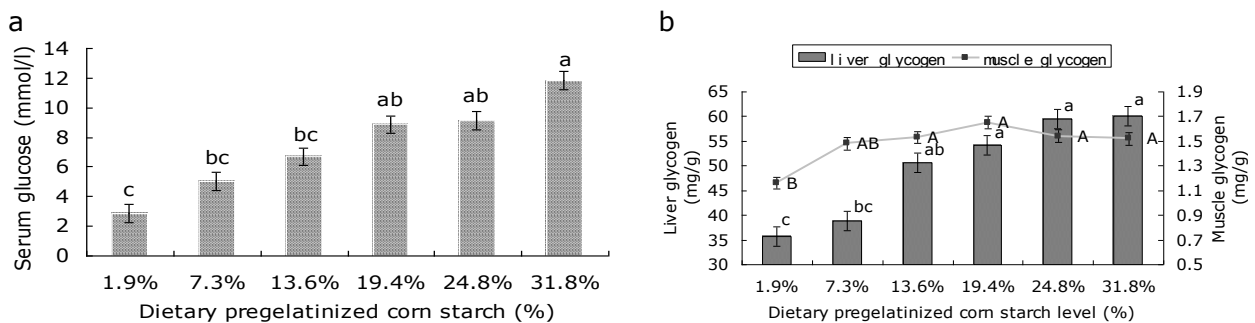 a
Serum glucose (mmol/l)
14
12
10
8
6
4
2
0
c
bc
bc
ab
ab
a
1.9% 7.3% 13.6% 19.4% 24.8% 31.8%
Dietary pregelatinized corn starch (%)
b
liver glycogen muscle glycogen
Liver glycogen
(mg/g)
65
60
55
50
45
40
35
30
c
bc
ab
a
a
a
B
AB
A
A
A
A
1.9
1.7
1.5
1.3
1.1
0.9
0.7
0.5
Muscle glycogen
(mg/g)
1.9% 7.3% 13.6% 19.4% 24.8% 31.8%
Dietary pregelatinized corn starch level (%)